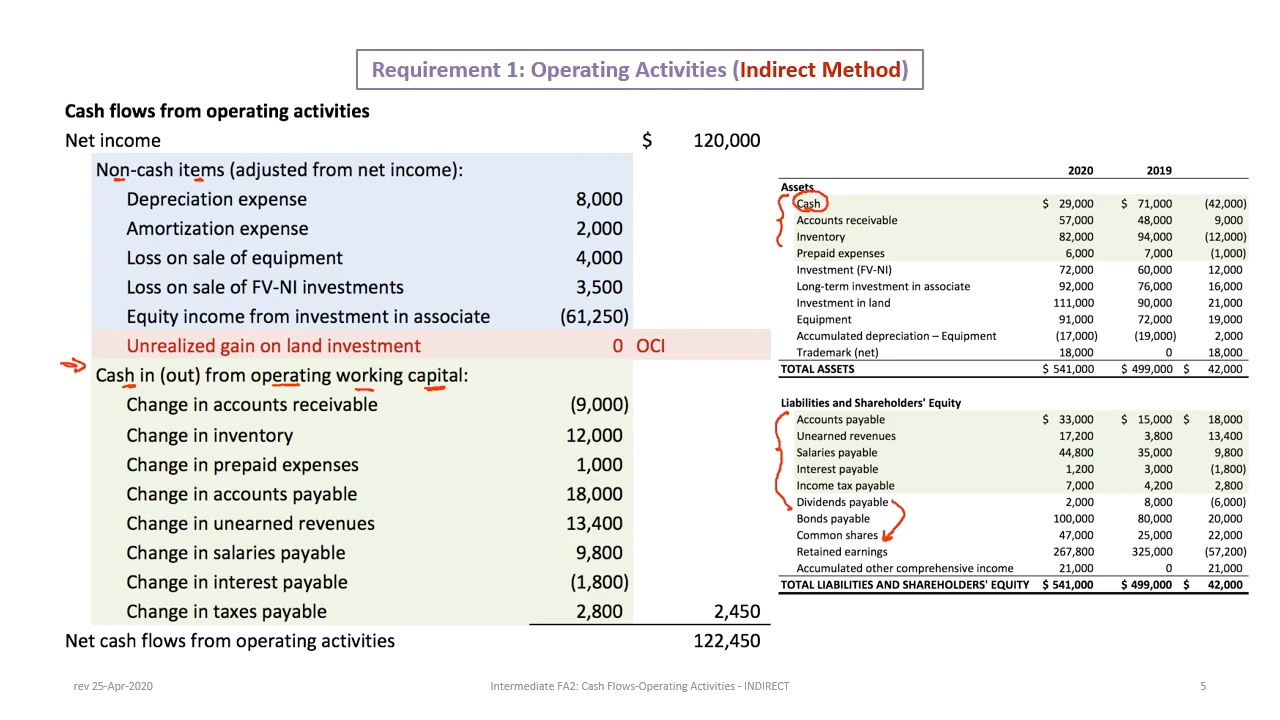 Requirement 1: Operating Activities (Indirect Method)
Cash flows from operating activities
Net income $ 120,000
Non-cash items (adjusted from net income):
Depreciation expense 8,000
Amortization expense 2,000
Loss on sale of equipment 4,000
Loss on sale of FV-NI investments 3,500
Equity income from investment in associate (61,250)
Unrealized gain on land investment 0 OCI
Cash in (out) from operating working capital:
Change in accounts receivable (9,000)
Change in inventory 12,000
Change in prepaid expenses 1,000
Change in accounts payable 18,000
Change in unearned revenues 13,400
Change in salaries payable 9,800
Change in interest payable (1,800)
Change in taxes payable 2,800 2,450
Net cash flows from operating activities 122,450
2020 2019
Assets
Cash $ 29,000 $ 71,000 (42,000)
Accounts receivable 57,000 48,000 9,000
Inventory 82,000 94,000 (12,000)
Prepaid expenses 6,000 7,000 (1,000)
Investment (FV-NI) 72,000 60,000 12,000
Long-term investment in associate 92,000 76,000 16,000
Investment in land 111,000 90,000 21,000
Equipment 91,000 72,000 19,000
Accumulated depreciation – Equipment (17,000) (19,000) 2,000
Trademark (net) 18,000 0 18,000
TOTAL ASSETS $ 541,000 $ 499,000 $ 42,000
Liabilities and Shareholders' Equity
Accounts payable $ 33,000 $ 15,000 $ 18,000
Unearned revenues 17,200 3,800 13,400
Salaries payable 44,800 35,000 9,800
Interest payable 1,200 3,000 (1,800)
Income tax payable 7,000 4,200 2,800
Dividends payable 2,000 8,000 (6,000)
Bonds payable 100,000 80,000 20,000
Common shares 47,000 25,000 22,000
Retained earnings 267,800 325,000 (57,200)
Accumulated other comprehensive income 21,000 0 21,000
TOTAL LIABILITIES AND SHAREHOLDERS' EQUITY $ 541,000 $ 499,000 $ 42,000
rev 25-Apr-2020 Intermediate FA2: Cash Flows-Operating Activities - INDIRECT 5